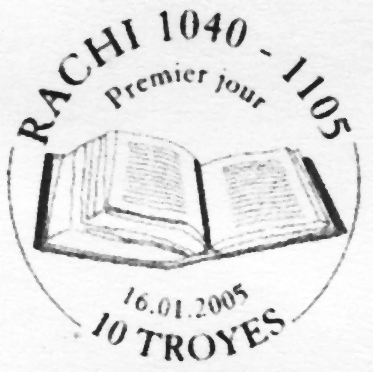 RACHI 1040 - 1105
Premier jour
16.01.2005
10 TROYES